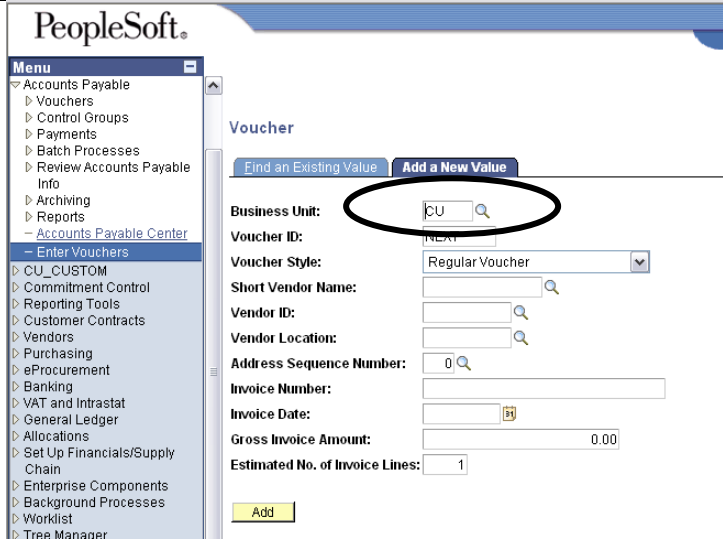 PeopleSoft®
Menu
Accounts Payable
Vouchers
Control Groups
Payments
Batch Processes
Review Accounts Payable
Info
Archiving
Reports
Accounts Payable Center
Enter Vouchers
CU_CUSTOM
Commitment Control
Reporting Tools
Customer Contracts
Vendors
Purchasing
eProcurement
Banking
VAT and Intrastat
General Ledger
Allocations
Set Up Financials/Supply
Chain
Enterprise Components
Background Processes
Worklist
Tree Manager
Voucher
Find an Existing Value Add a New Value
Business Unit: CU
Voucher ID: NEXT
Voucher Style: Regular Voucher
Short Vendor Name:
Vendor ID:
Vendor Location:
Address Sequence Number: 0
Invoice Number:
Invoice Date: 31
Gross Invoice Amount: 0.00
Estimated No. of Invoice Lines: 1
Add